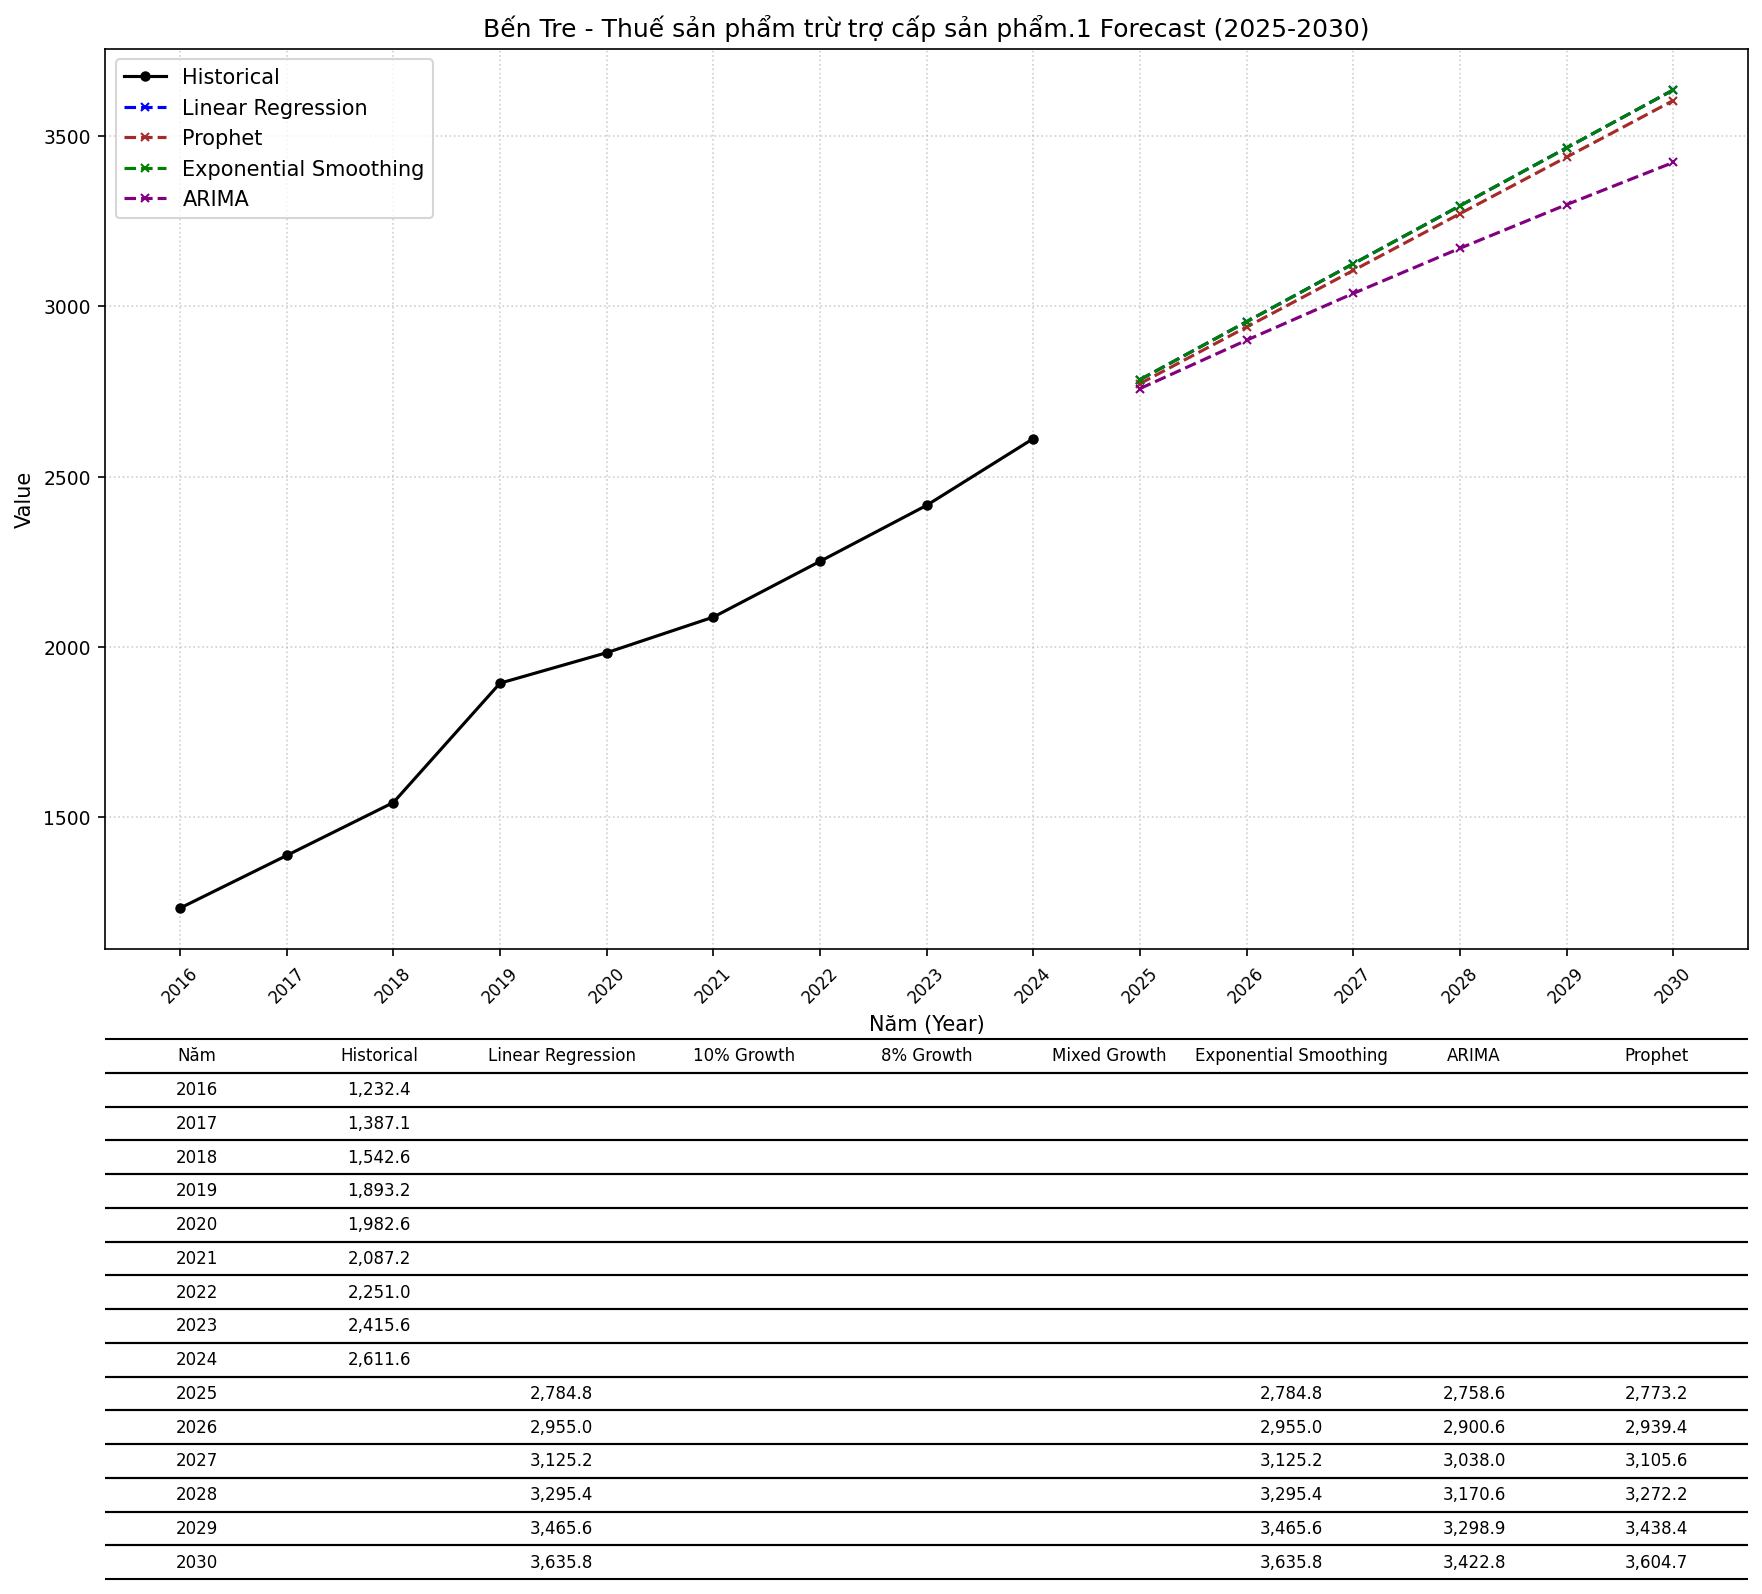 Bến Tre - Thuế sản phẩm trừ trợ cấp sản phẩm.1 Forecast (2025-2030)
Historical
Linear Regression
Prophet
Exponential Smoothing
ARIMA
Value
3500
3000
2500
2000
1500
2016 2017 2018 2019 2020 2021 2022 2023 2024 2025 2026 2027 2028 2029 2030
Năm (Year)
Năm Historical Linear Regression 10% Growth 8% Growth Mixed Growth Exponential Smoothing ARIMA Prophet
2016 1,232.4
2017 1,387.1
2018 1,542.6
2019 1,893.2
2020 1,982.6
2021 2,087.2
2022 2,251.0
2023 2,415.6
2024 2,611.6
2025 2,784.8 2,784.8 2,758.6 2,773.2
2026 2,955.0 2,955.0 2,900.6 2,939.4
2027 3,125.2 3,125.2 3,038.0 3,105.6
2028 3,295.4 3,295.4 3,170.6 3,272.2
2029 3,465.6 3,465.6 3,298.9 3,438.4
2030 3,635.8 3,635.8 3,422.8 3,604.7